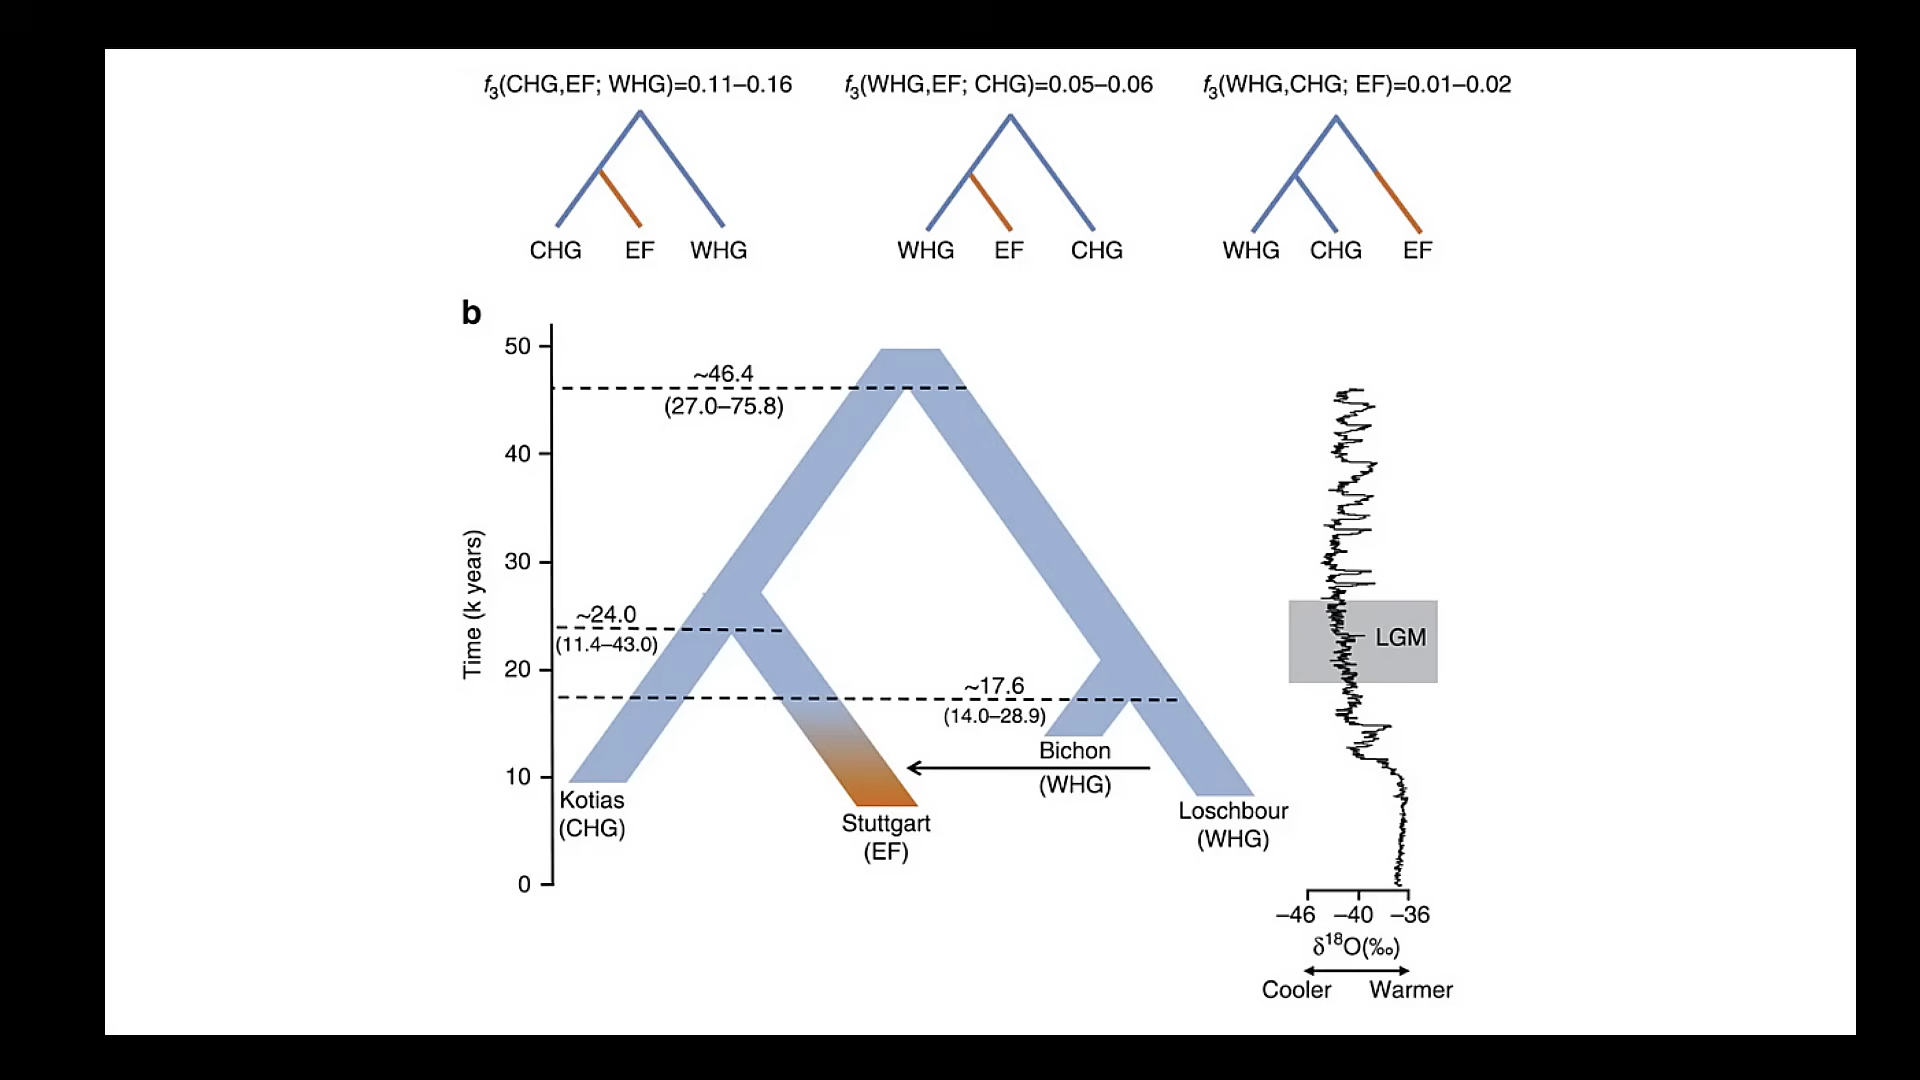 f3(CHG,EF; WHG)=0.11–0.16
f3(WHG,EF; CHG)=0.05–0.06
f3(WHG,CHG; EF)=0.01–0.02
CHG EF WHG
WHG EF CHG
WHG CHG EF
b
Time (k years)
50
40
30
20
10
0
~46.4
(27.0–75.8)
~24.0
(11.4–43.0)
~17.6
(14.0–28.9)
Bichon
(WHG)
Kotias
(CHG)
Stuttgart
(EF)
Loschbour
(WHG)
LGM
–46 –40 –36
δ18O(‰)
Cooler Warmer